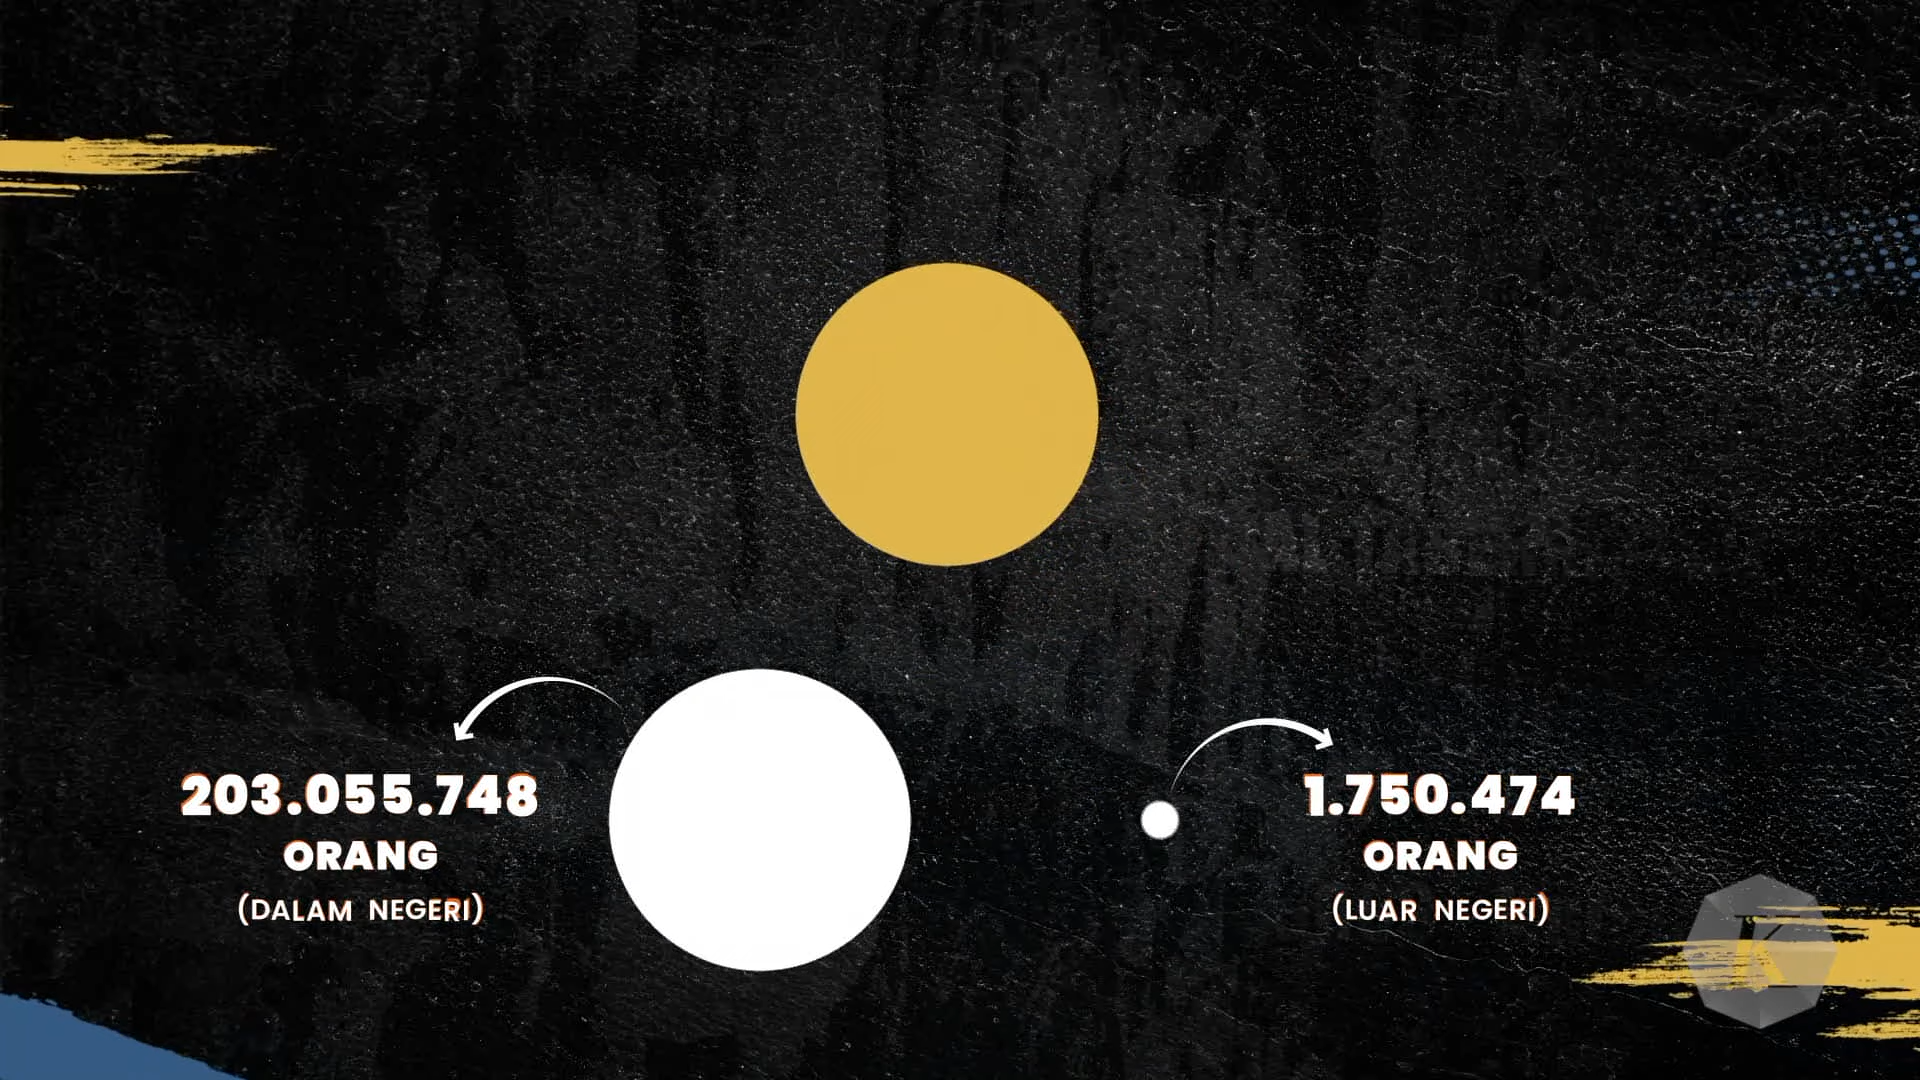 203.055.748
ORANG
(DALAM NEGERI)
1.750.474
ORANG
(LUAR NEGERI)
K